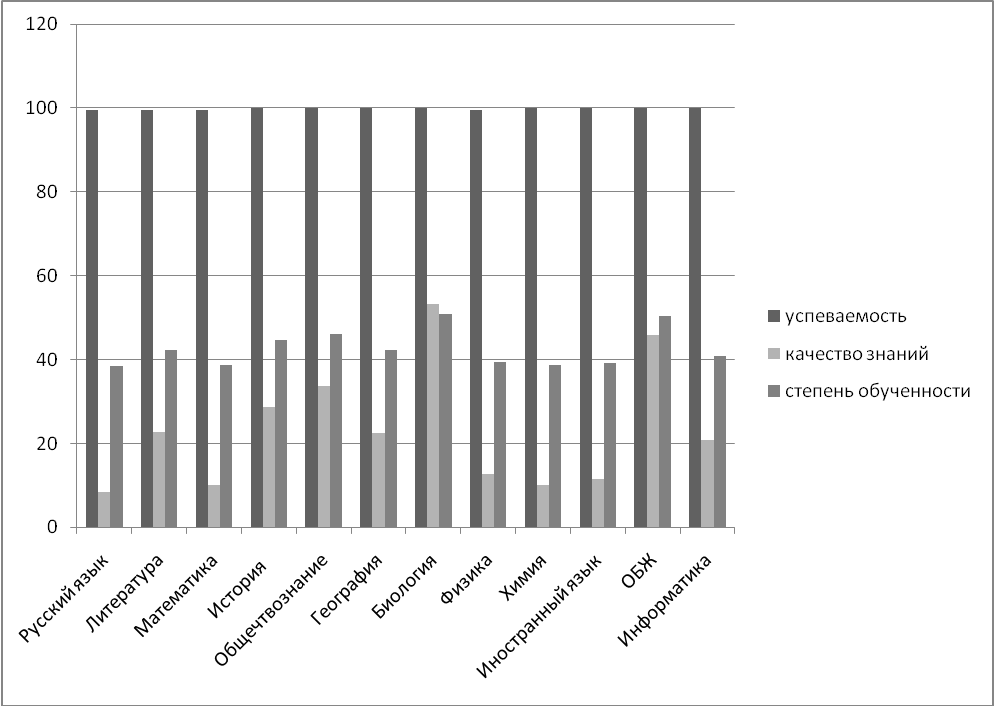 120
100
80
60
40
20
0
Русский язык
Литература
Математика
История
Общечтвознание
География
Биология
Физика
Химия
Иностранный язык
ОБЖ
Информатика
успеваемость
качество знаний
степень обученности